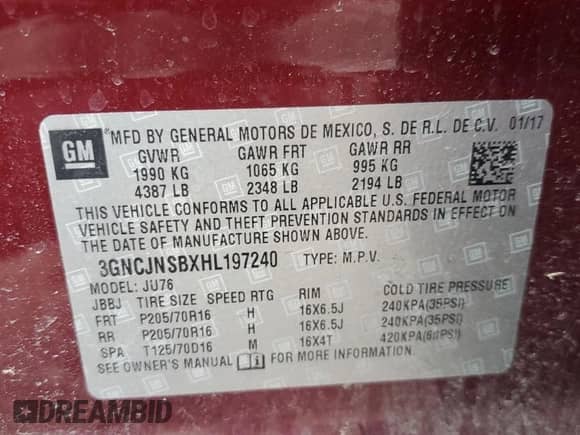 GM
*MFD BY GENERAL MOTORS DE MEXICO, S. DE R.L. DE C.V. 01/17
GVWR GAWR FRT GAWR RR
1990 KG 1065 KG 995 KG
4387 LB 2348 LB 2194 LB
THIS VEHICLE CONFORMS TO ALL APPLICABLE U.S. FEDERAL MOTOR
VEHICLE SAFETY AND THEFT PREVENTION STANDARDS IN EFFECT ON
THE DATE OF MANUFACTURE SHOWN ABOVE.
3GNCJNSBXHL197240 TYPE: M.P.V.
MODEL: JU76
JBBJ TIRE SIZE SPEED RTG RIM COLD TIRE PRESSURE
FRT P205/70R16 H 16X6.5J 240KPA(35PSI)
RR P205/70R16 H 16X6.5J 240KPA(35PSI)
SPA T125/70D16 M 16X4T 420KPA(60PSI)
SEE OWNER'S MANUAL FOR MORE INFORMATION.
DREAMBID